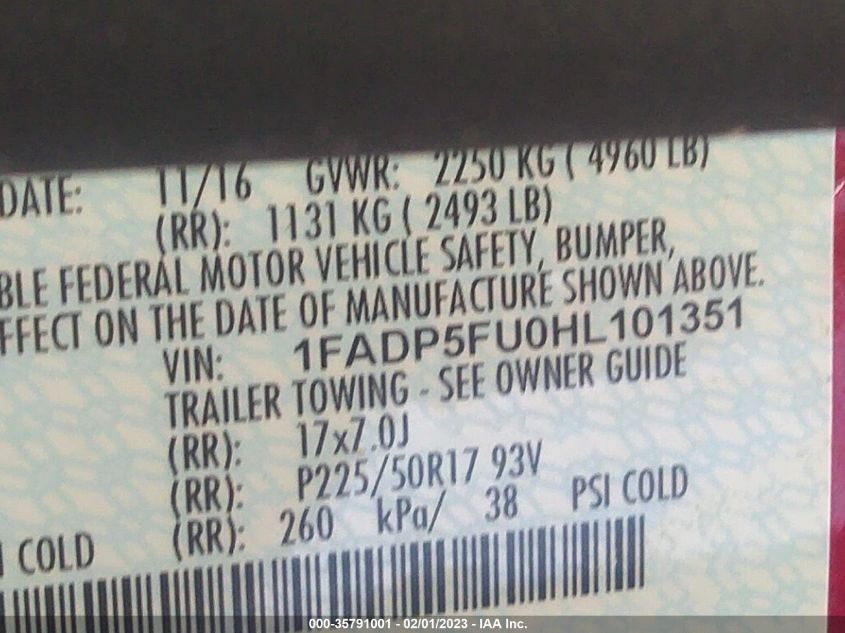 DATE: 11/16 GVWR: 2250 KG ( 4960 LB)
(RR): 1131 KG ( 2493 LB)
BLE FEDERAL MOTOR VEHICLE SAFETY, BUMPER,
FFECT ON THE DATE OF MANUFACTURE SHOWN ABOVE.
VIN: 1FADP5FU0HL101351
TRAILER TOWING - SEE OWNER GUIDE
(RR): 17x7.0J
(RR): P225/50R17 93V
I COLD (RR): 260 kPa/ 38 PSI COLD
000-35791001 - 02/01/2023 - IAA Inc.